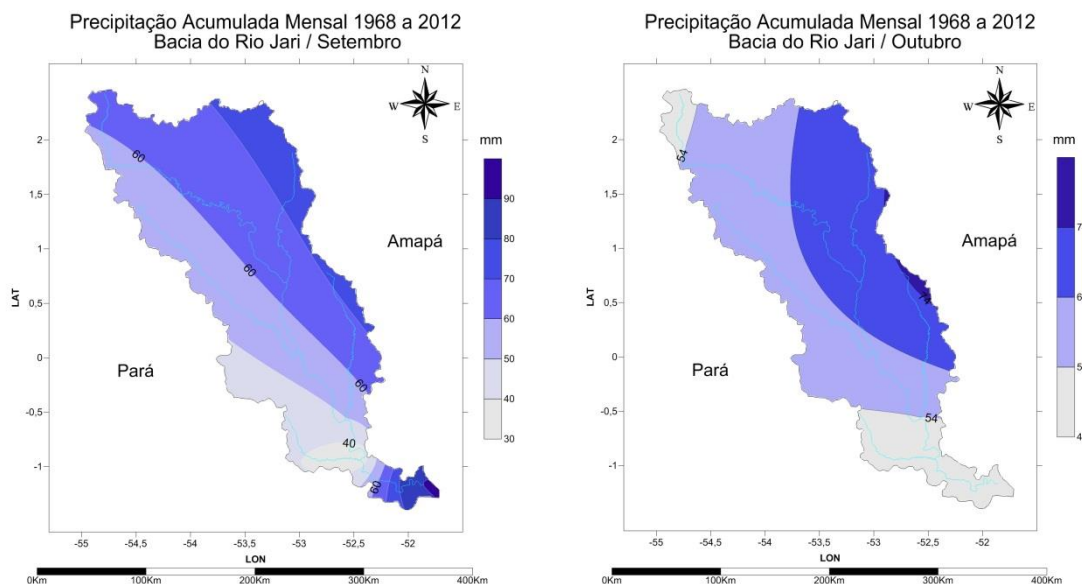 Precipitação Acumulada Mensal 1968 a 2012
Bacia do Rio Jari / Setembro
N
W E
S
mm
90
80
70
60
50
40
30
2
1,5
1
0,5
0
-0,5
-1
LAT
60
60
60
40
60
Amapá
Pará
-55 -54,5 -54 -53,5 -53 -52,5 -52
LON
0Km 100Km 200Km 300Km 400Km
Precipitação Acumulada Mensal 1968 a 2012
Bacia do Rio Jari / Outubro
N
W E
S
mm
7
6
5
4
2
1,5
1
0,5
0
-0,5
-1
LAT
54
74
54
Amapá
Pará
-55 -54,5 -54 -53,5 -53 -52,5 -52
LON
0Km 100Km 200Km 300Km 400Km